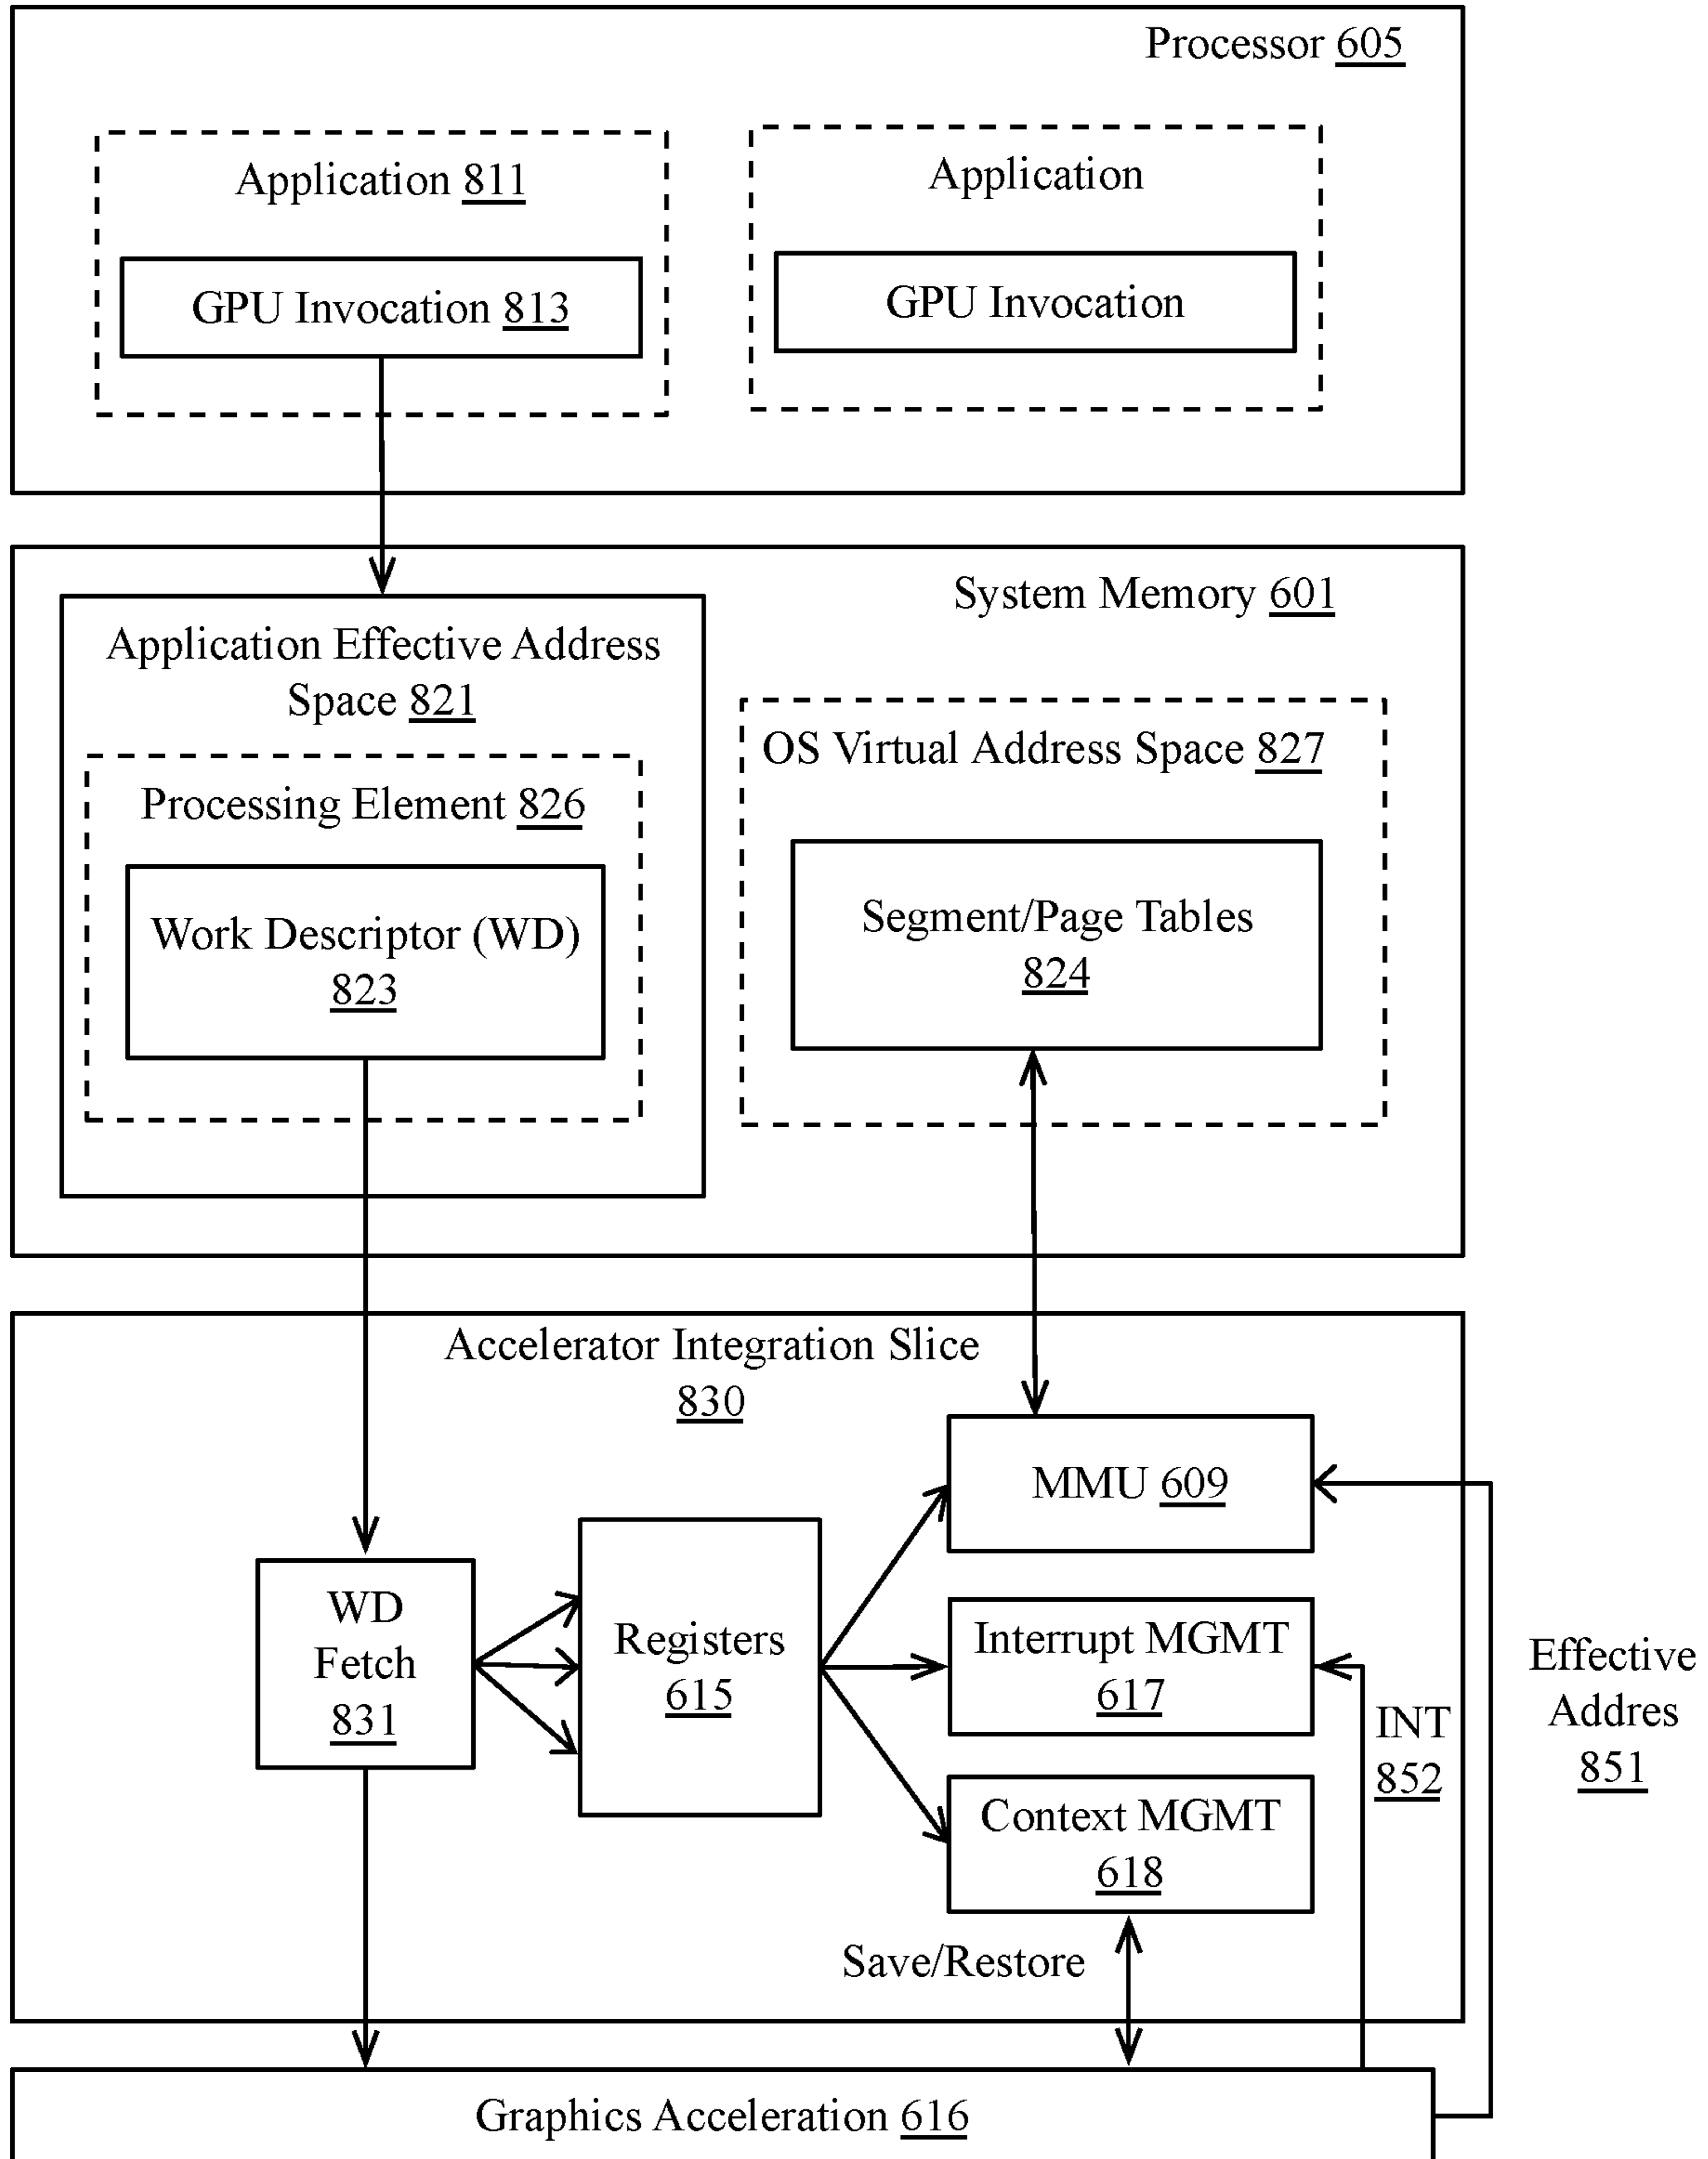 Processor 605
Application 811
GPU Invocation 813
Application
GPU Invocation
System Memory 601
Application Effective Address
Space 821
Processing Element 826
Work Descriptor (WD)
823
OS Virtual Address Space 827
Segment/Page Tables
824
Accelerator Integration Slice
830
WD
Fetch
831
Registers
615
MMU 609
Interrupt MGMT
617
Context MGMT
618
Save/Restore
INT
852
Effective
Addres
851
Graphics Acceleration 616